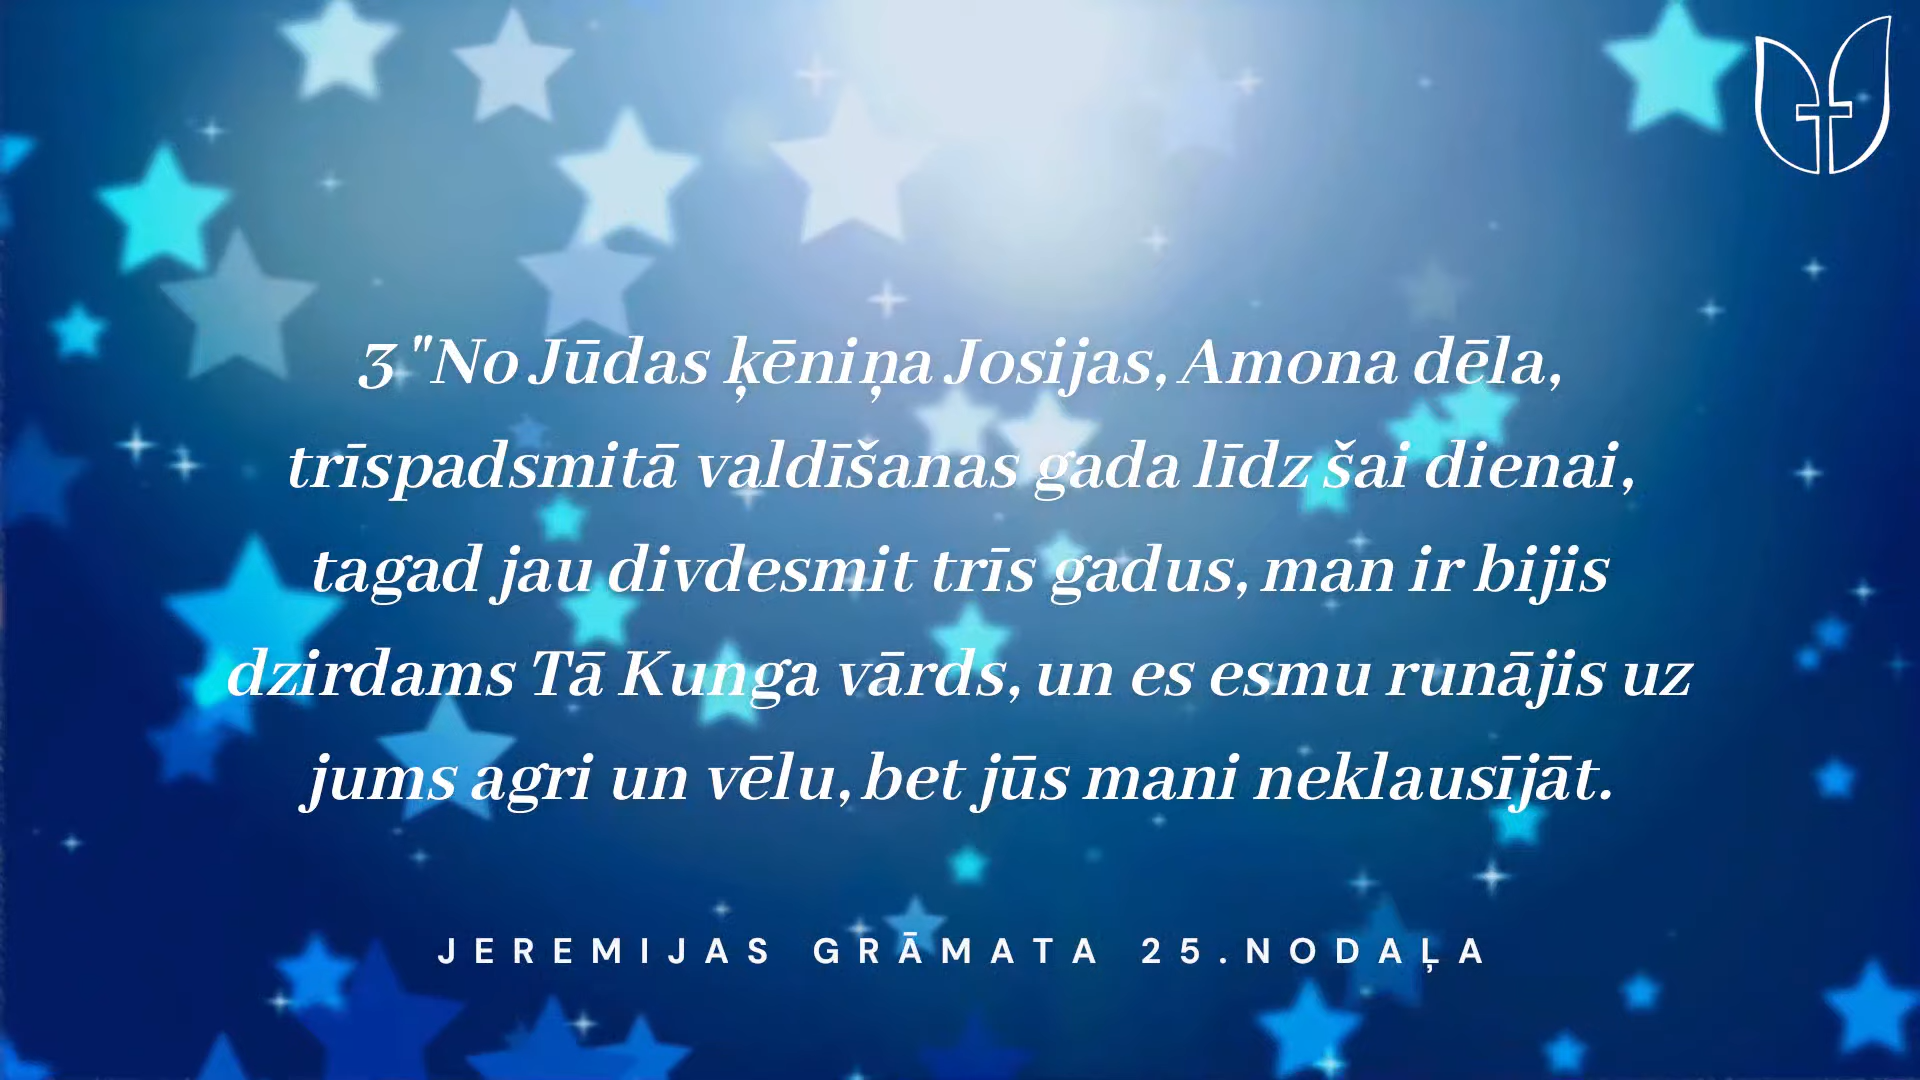 3 "No Jūdas ķēniņa Josijas, Amona dēla,
trīspadsmitā valdīšanas gada līdz šai dienai,
tagad jau divdesmit trīs gadus, man ir bijis
dzirdams Tā Kunga vārds, un es esmu runājis uz
jums agri un vēlu, bet jūs mani neklausījāt.
JEREMIJAS GRĀMATA 25.NODAĻA